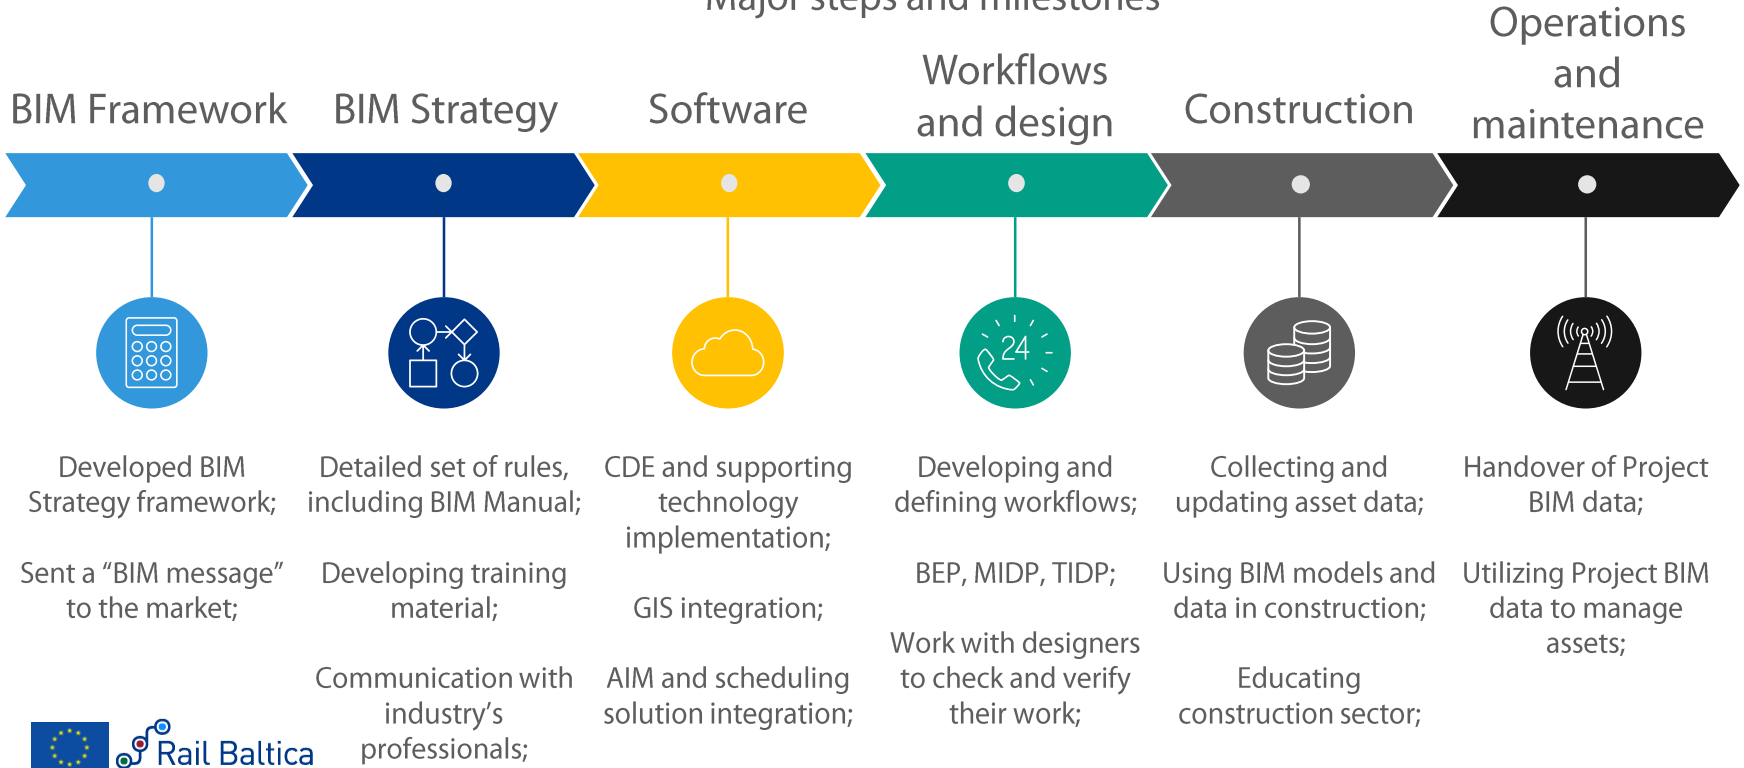 Major steps and milestones
BIM Framework
BIM Strategy
Software
Workflows
and design
Construction
Operations
and
maintenance
24
Developed BIM
Strategy framework;
Sent a “BIM message”
to the market;
Detailed set of rules,
including BIM Manual;
Developing training
material;
Communication with
industry’s
professionals;
CDE and supporting
technology
implementation;
GIS integration;
AIM and scheduling
solution integration;
Developing and
defining workflows;
BEP, MIDP, TIDP;
Work with designers
to check and verify
their work;
Collecting and
updating asset data;
Using BIM models and
data in construction;
Educating
construction sector;
Handover of Project
BIM data;
Utilizing Project BIM
data to manage
assets;
Rail Baltica